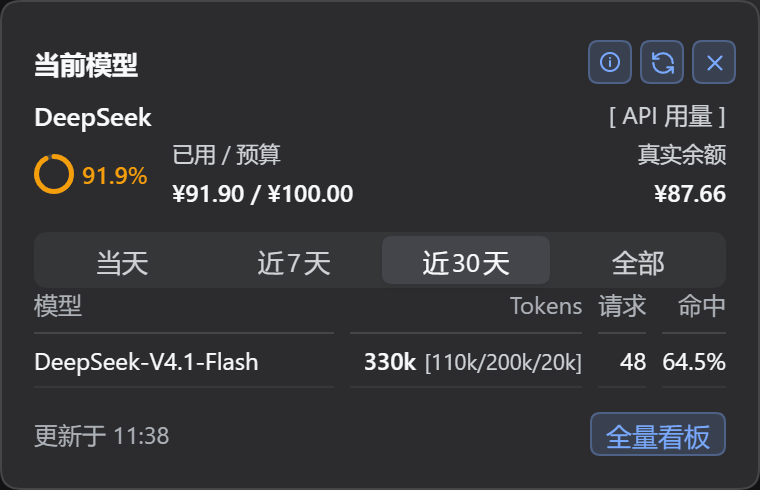 当前模型
DeepSeek
[ API 用量 ]
91.9%
已用 / 预算
¥91.90 / ¥100.00
真实余额
¥87.66
当天 近7天 近30天 全部
模型 Tokens 请求 命中
DeepSeek-V4.1-Flash 330k [110k/200k/20k] 48 64.5%
更新于 11:38
全量看板